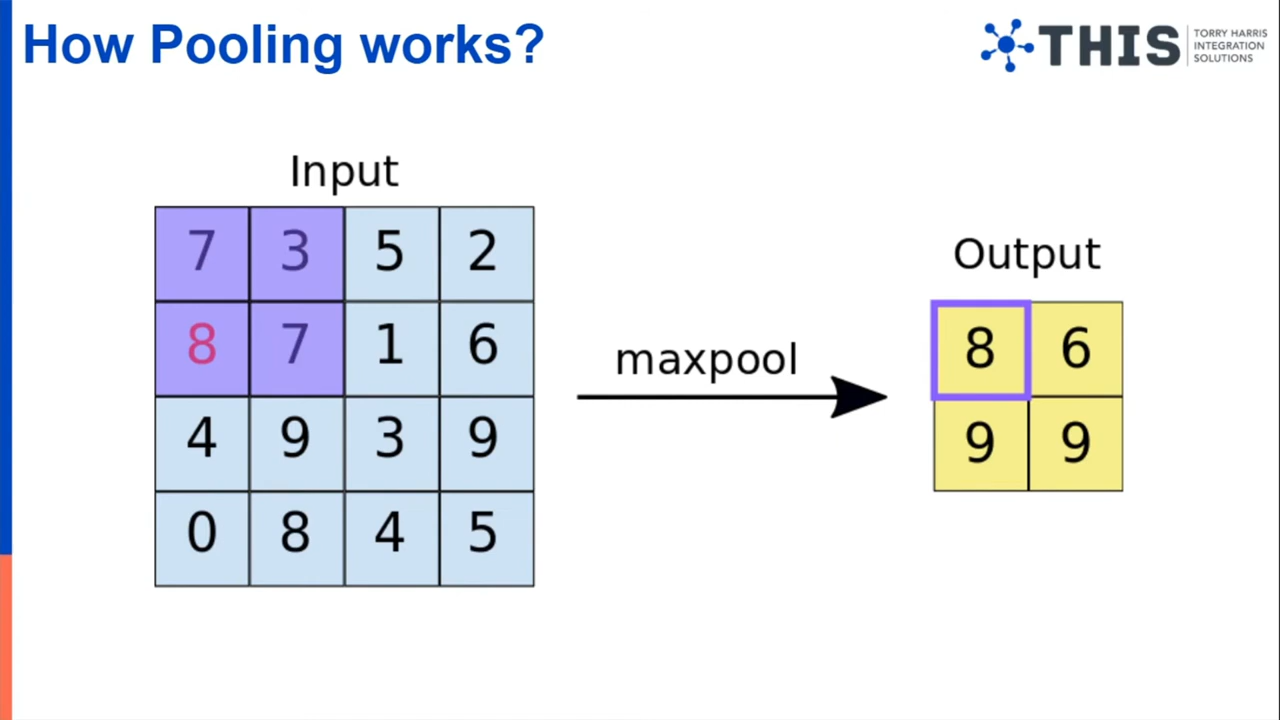 How Pooling works?
THIS
TORRY HARRIS
INTEGRATION
SOLUTIONS
Input
7 3 5 2
8 7 1 6
4 9 3 9
0 8 4 5
maxpool
Output
8 6
9 9